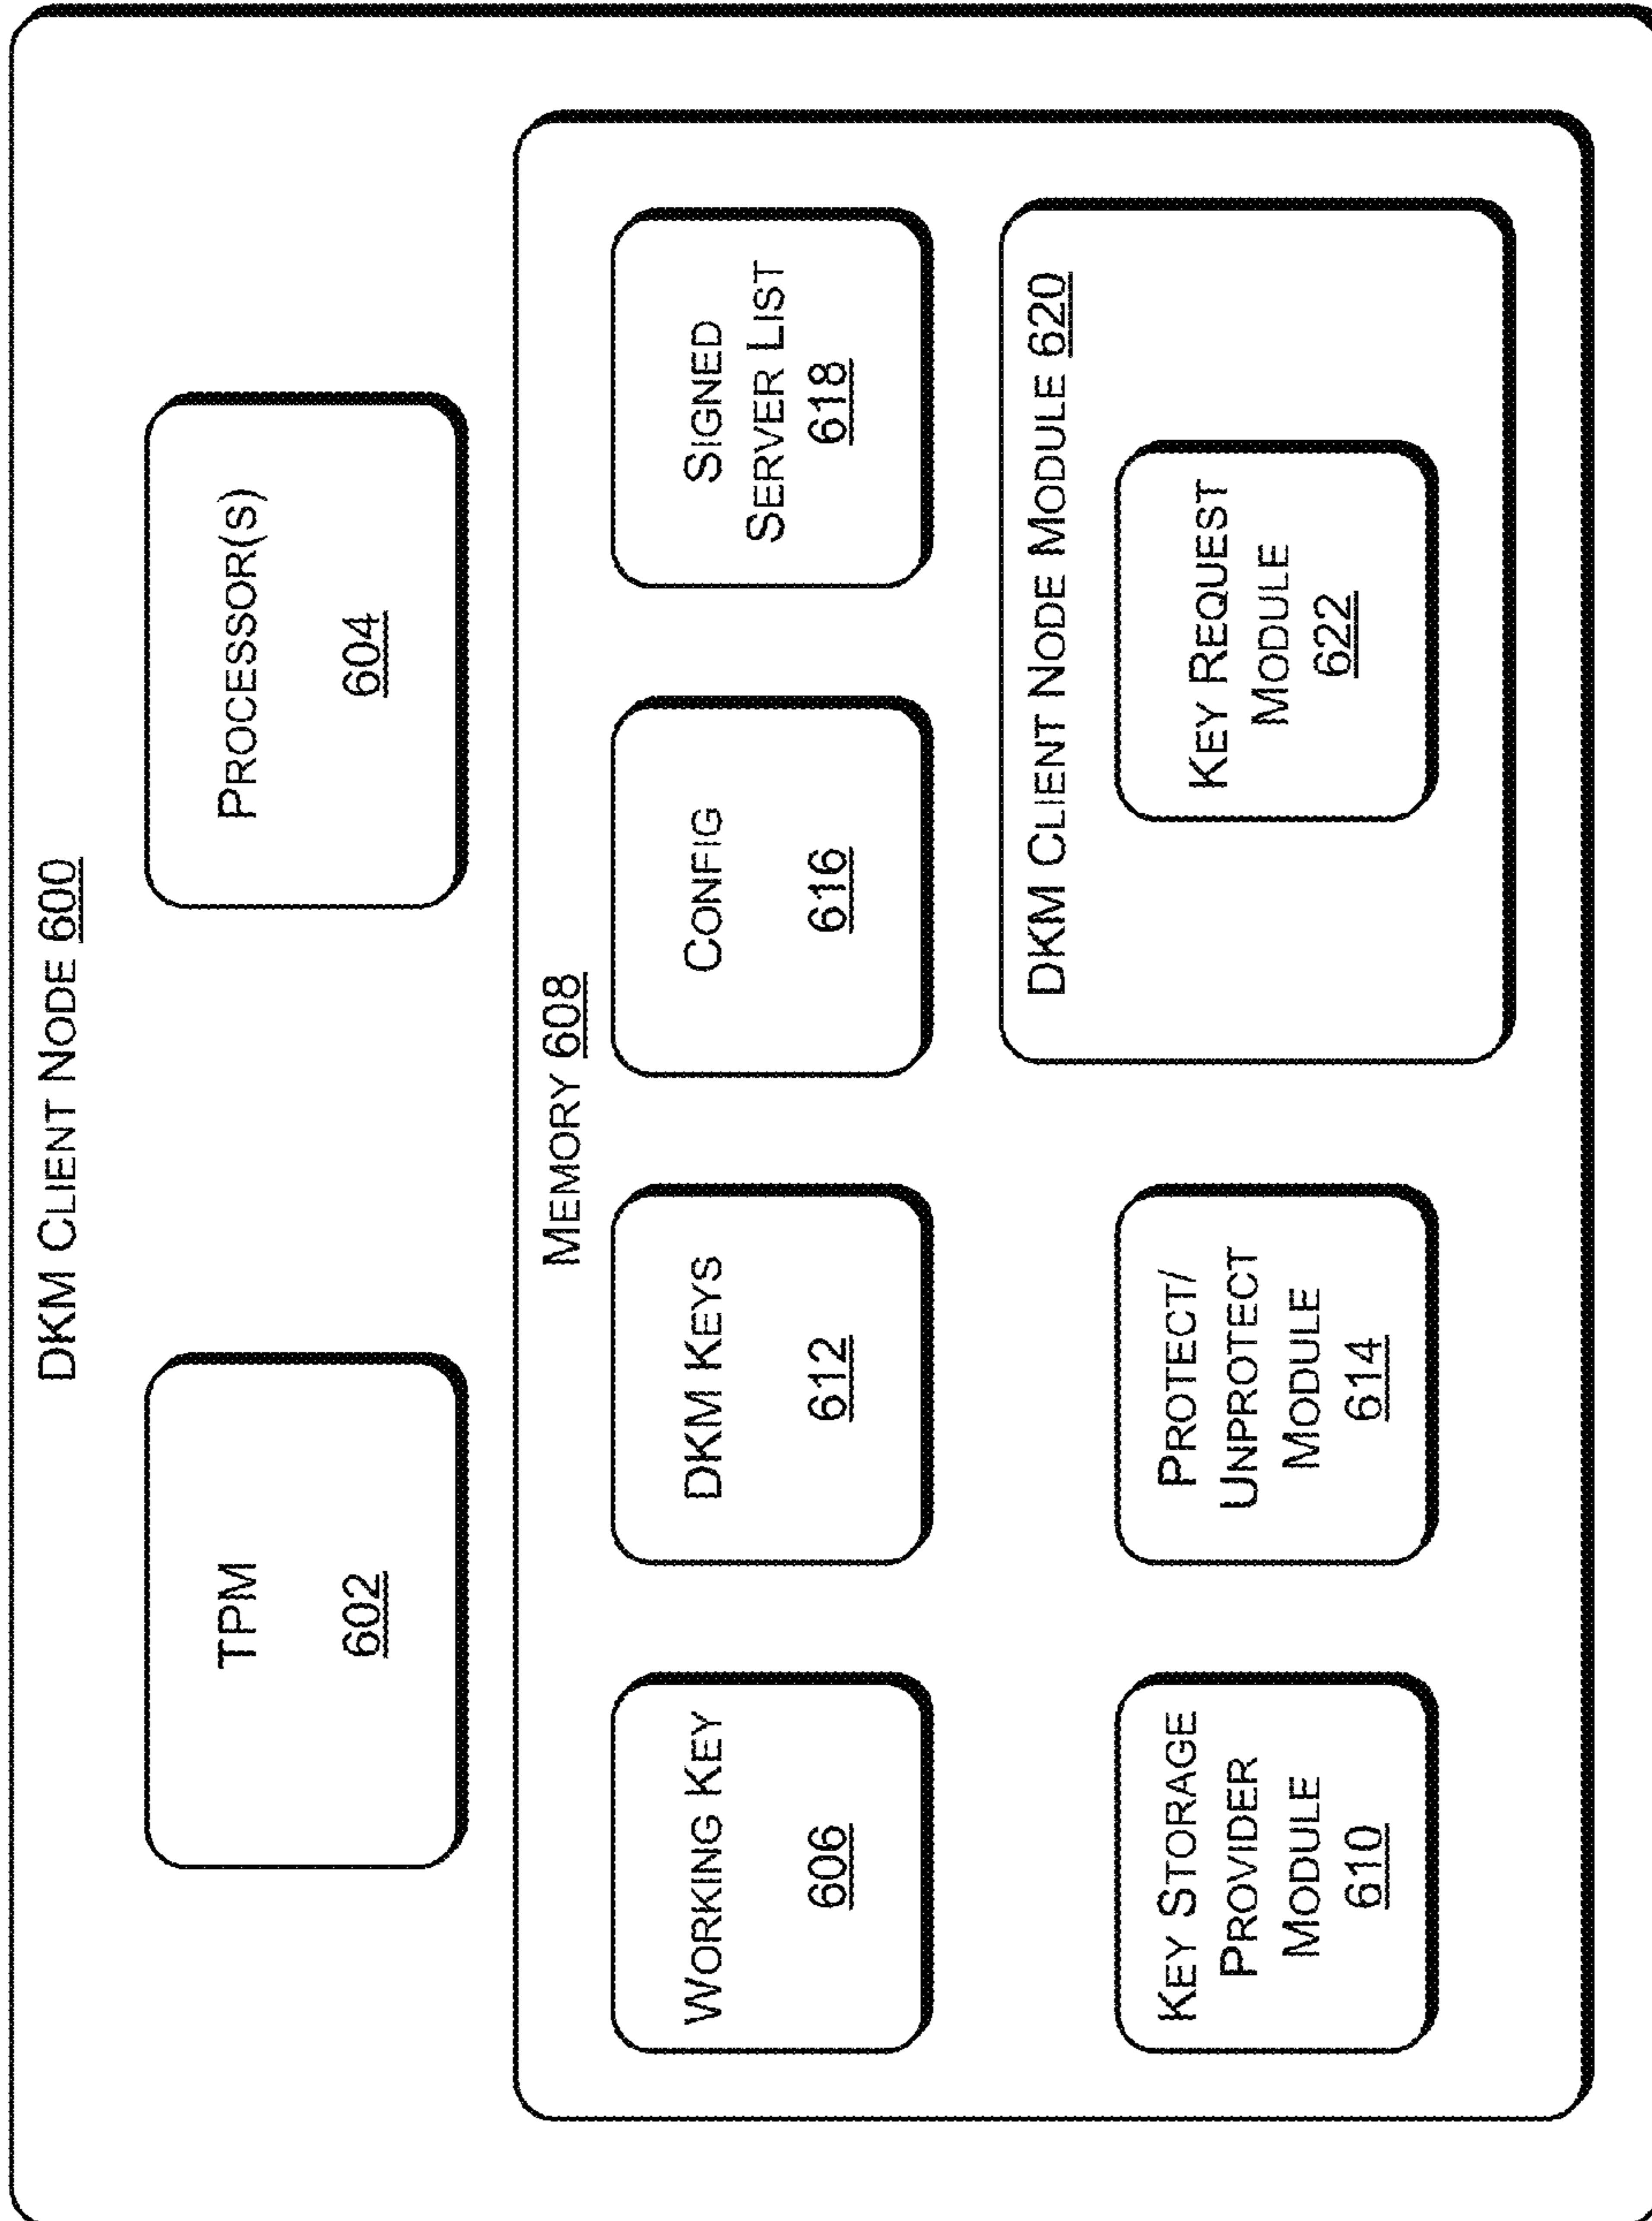 DKM CLIENT NODE 600
TPM
602
PROCESSOR(S)
604
MEMORY 608
WORKING KEY
606
DKM KEYS
612
CONFIG
616
SIGNED
SERVER LIST
618
KEY STORAGE
PROVIDER
MODULE
610
PROTECT/
UNPROTECT
MODULE
614
DKM CLIENT NODE MODULE 620
KEY REQUEST
MODULE
622